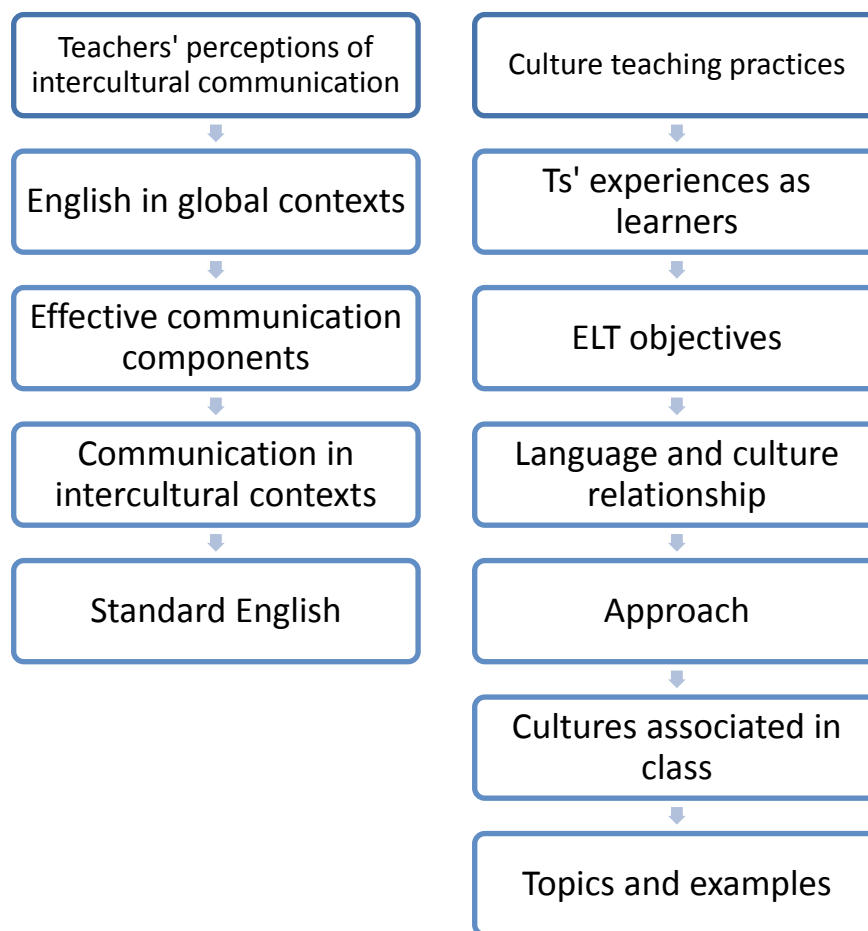 Teachers' perceptions of
intercultural communication
English in global contexts
Effective communication
components
Communication in
intercultural contexts
Standard English
Culture teaching practices
Ts' experiences as
learners
ELT objectives
Language and culture
relationship
Approach
Cultures associated in
class
Topics and examples